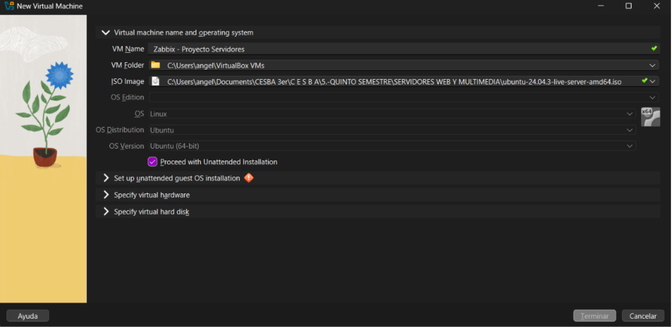 New Virtual Machine
Virtual machine name and operating system
VM Name Zabbix - Proyecto Servidores
VM Folder C:\Users\angel\VirtualBox VMs
ISO Image C:\Users\angel\Documents\CESBA 3er\C E S B A\5.-QUINTO SEMESTRE\SERVIDORES WEB Y MULTIMEDIA\ubuntu-24.04.3-live-server-amd64.iso
OS Edition
OS Linux
OS Distribution Ubuntu
OS Version Ubuntu (64-bit)
Proceed with Unattended Installation
Set up unattended guest OS installation
Specify virtual hardware
Specify virtual hard disk
Ayuda Terminar Cancelar